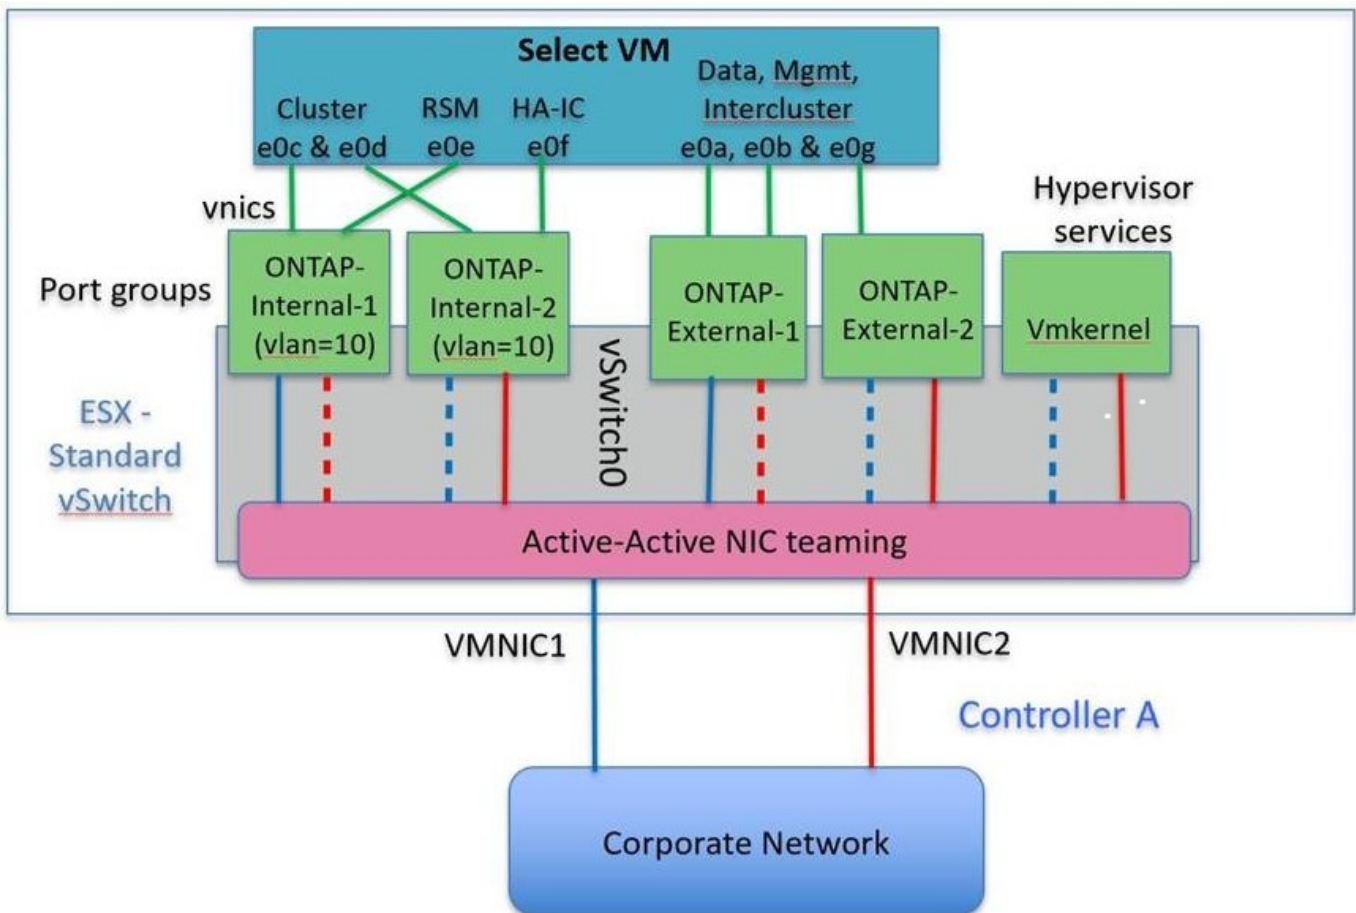 Select VM
Data, Mgmt,
Intercluster
e0a, e0b & e0g
Cluster
e0c & e0d
RSM
e0e
HA-IC
e0f
vnics
Hypervisor
services
Port groups
ONTAP-
Internal-1
(vlan=10)
ONTAP-
Internal-2
(vlan=10)
ONTAP-
External-1
ONTAP-
External-2
Vmkernel
vSwitch0
ESX -
Standard
vSwitch
Active-Active NIC teaming
VMNIC1
VMNIC2
Controller A
Corporate Network